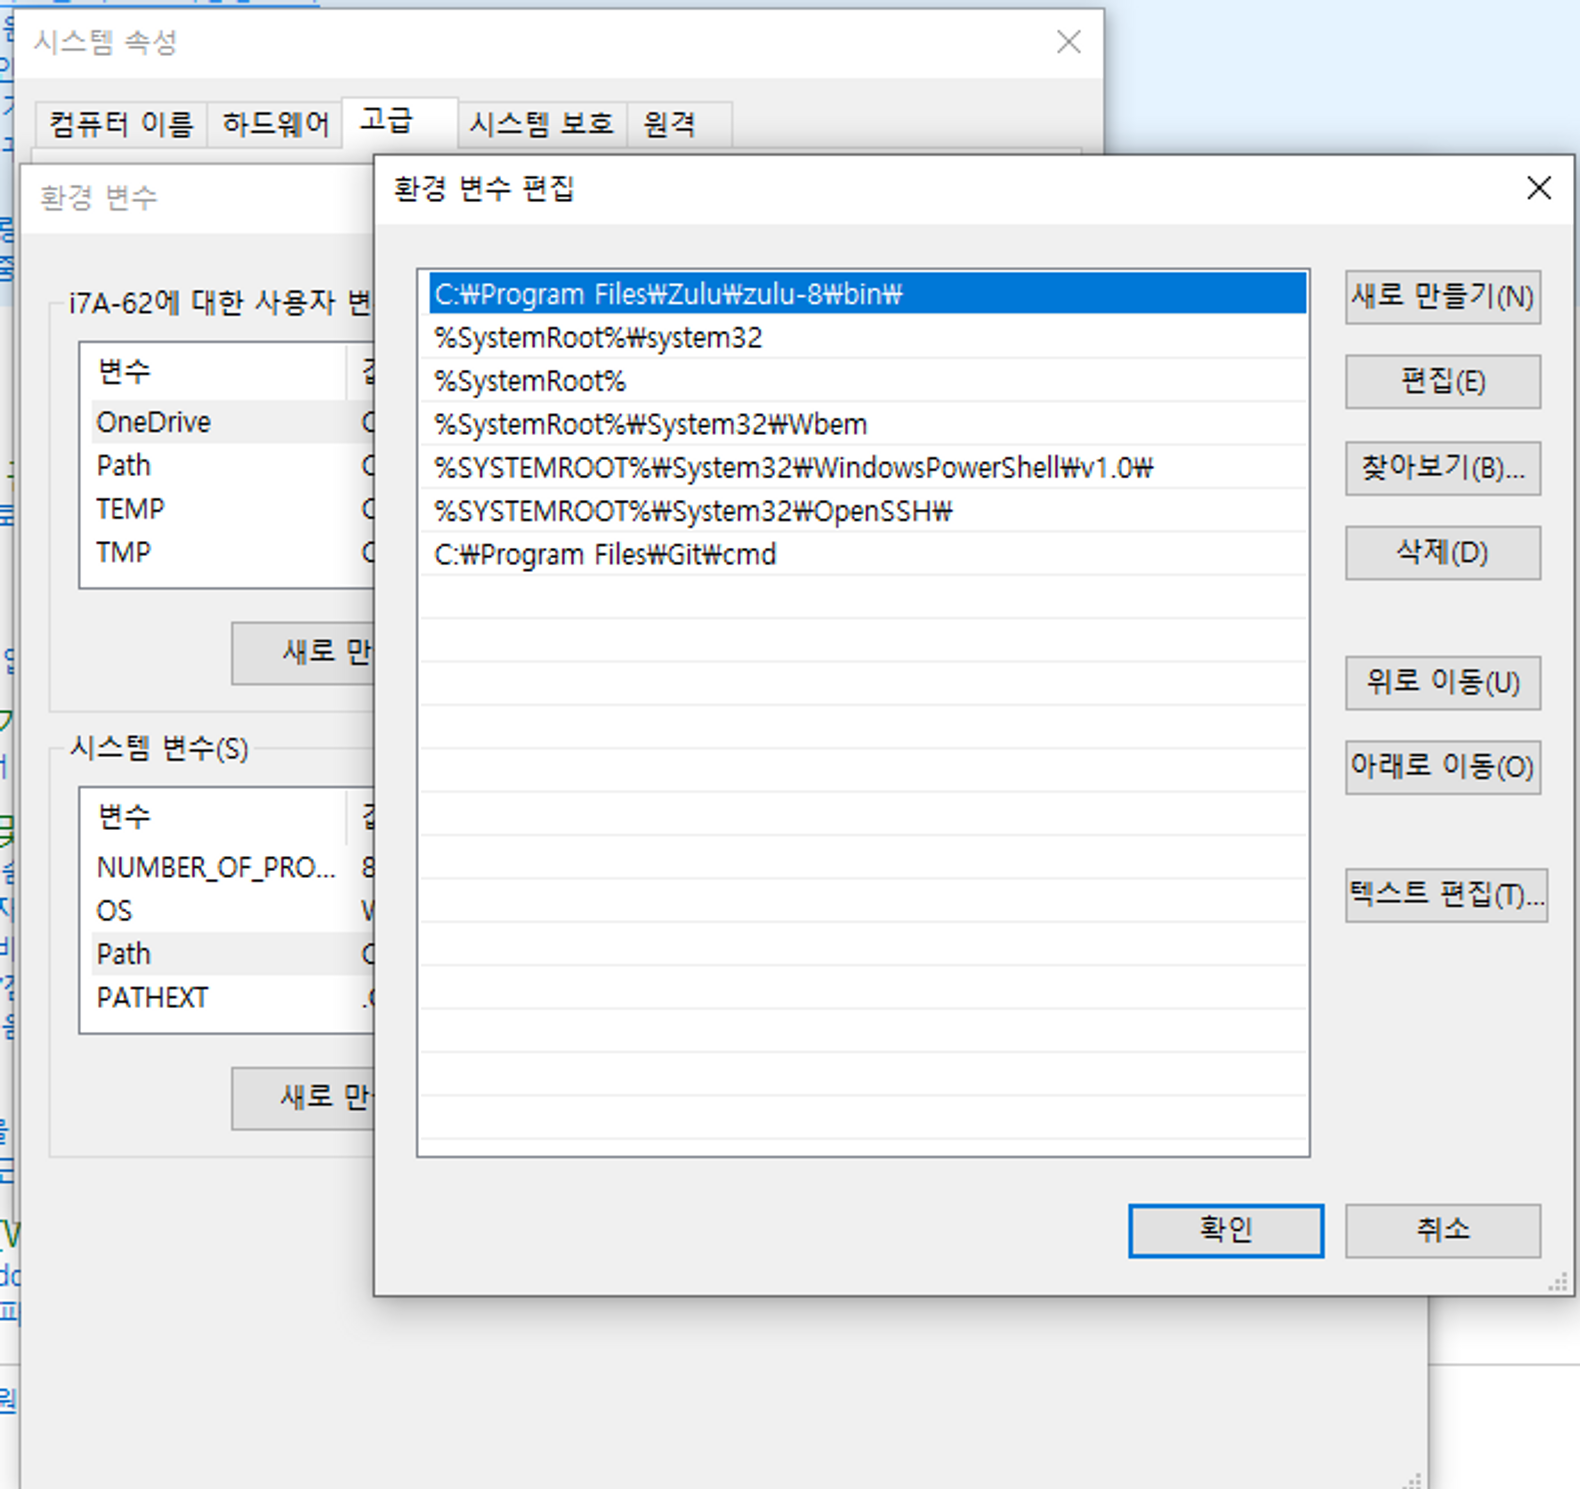 시스템 속성
컴퓨터 이름 하드웨어 고급 시스템 보호 원격
환경 변수
i7A-62에 대한 사용자 변
변수
OneDrive
Path
TEMP
TMP
새로 만
시스템 변수(S)
변수
NUMBER_OF_PRO... 8
OS
Path
PATHEXT
새로 만
환경 변수 편집
C:₩Program Files₩Zulu₩zulu-8₩bin₩
%SystemRoot%₩system32
%SystemRoot%
%SystemRoot%₩System32₩Wbem
%SYSTEMROOT%₩System32₩WindowsPowerShell₩v1.0₩
%SYSTEMROOT%₩System32₩OpenSSH₩
C:₩Program Files₩Git₩cmd
새로 만들기(N)
편집(E)
찾아보기(B)...
삭제(D)
위로 이동(U)
아래로 이동(O)
텍스트 편집(T)...
확인
취소